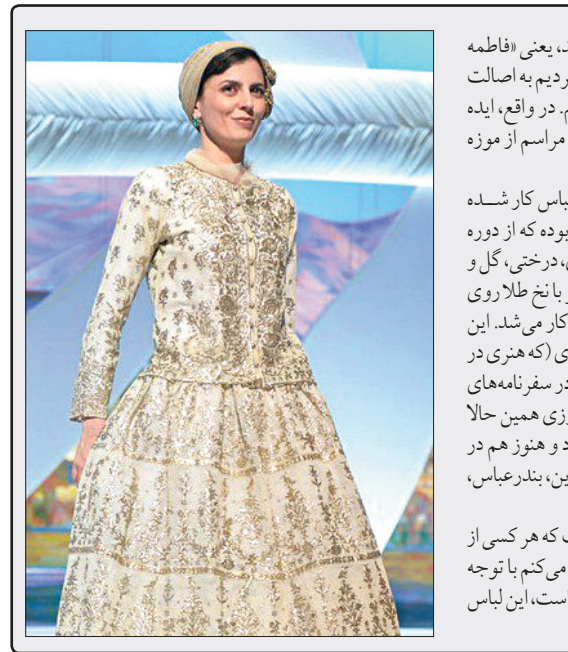 ـد، یعنی «فاطمه
ردیم به اصالت
م. در واقع، ایده
مراسم از موزه
باس کار شــده
بوده که از دوره
ی، درختی، گل و
با نخ طلا روی
کار می‌شد. این
ی (که هنری در
در سفرنامه‌های
وزی همین حالا
د و هنوز هم در
ین، بندرعباس،
ت که هر کسی از
می‌کنم با توجه
است، این لباس